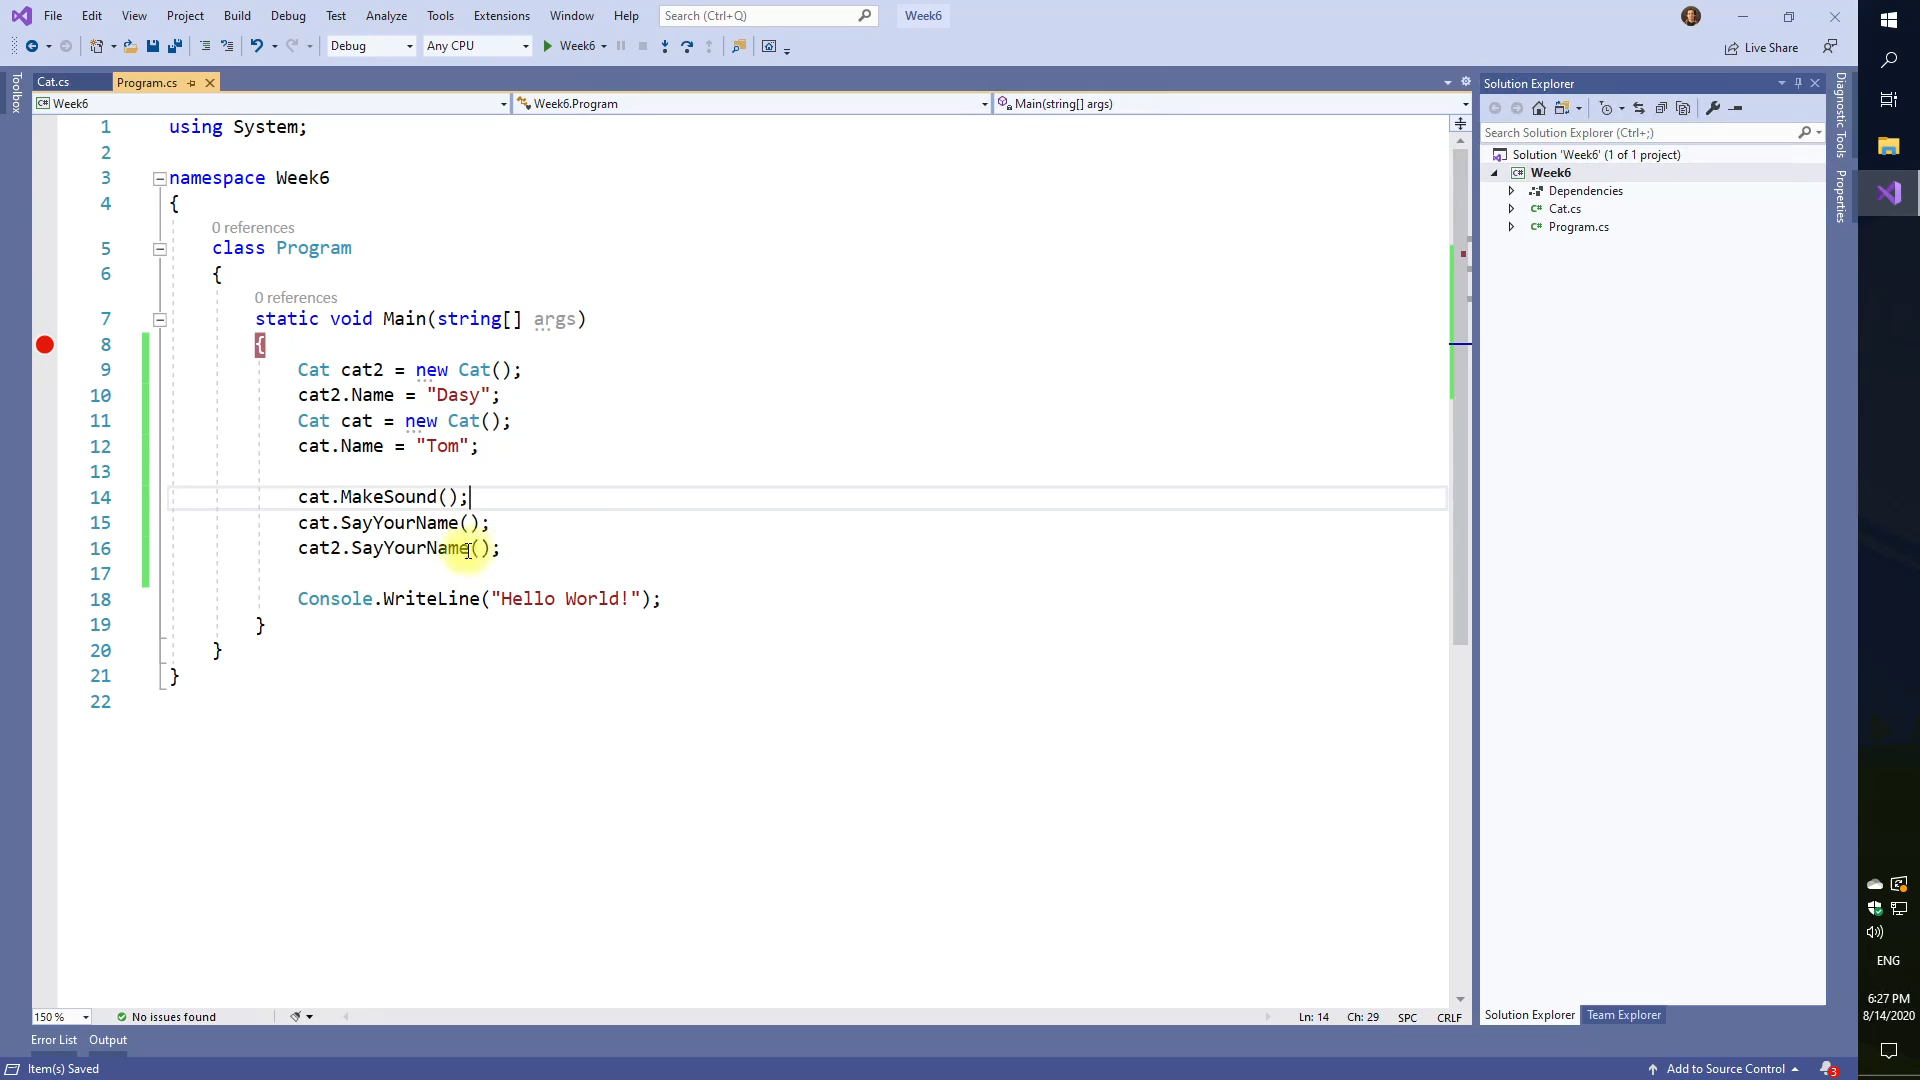 File Edit View Project Build Debug Test Analyze Tools Extensions Window Help Search (Ctrl+Q) Week6
Debug Any CPU Week6 Live Share
Toolbox
Cat.cs Program.cs
Week6 Week6.Program Main(string[] args)
1 using System;
2
3 namespace Week6
4 {
0 references
5 class Program
6 {
0 references
7 static void Main(string[] args)
8 {
9 Cat cat2 = new Cat();
10 cat2.Name = "Dasy";
11 Cat cat = new Cat();
12 cat.Name = "Tom";
13
14 cat.MakeSound();
15 cat.SayYourName();
16 cat2.SayYourName();
17
18 Console.WriteLine("Hello World!");
19 }
20 }
21 }
22
150 % No issues found Ln: 14 Ch: 29 SPC CRLF
Error List Output
Item(s) Saved Add to Source Control 3
Solution Explorer
Search Solution Explorer (Ctrl+;)
Solution 'Week6' (1 of 1 project)
C# Week6
Dependencies
C# Cat.cs
C# Program.cs
Solution Explorer Team Explorer
Diagnostic Tools
Properties
ENG
6:27 PM
8/14/2020